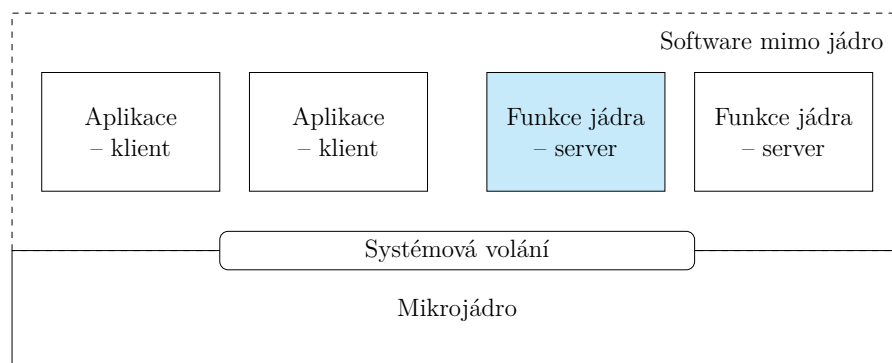 Software mimo jádro
Aplikace
– klient
Aplikace
– klient
Funkce jádra
– server
Funkce jádra
– server
Systémová volání
Mikrojádro